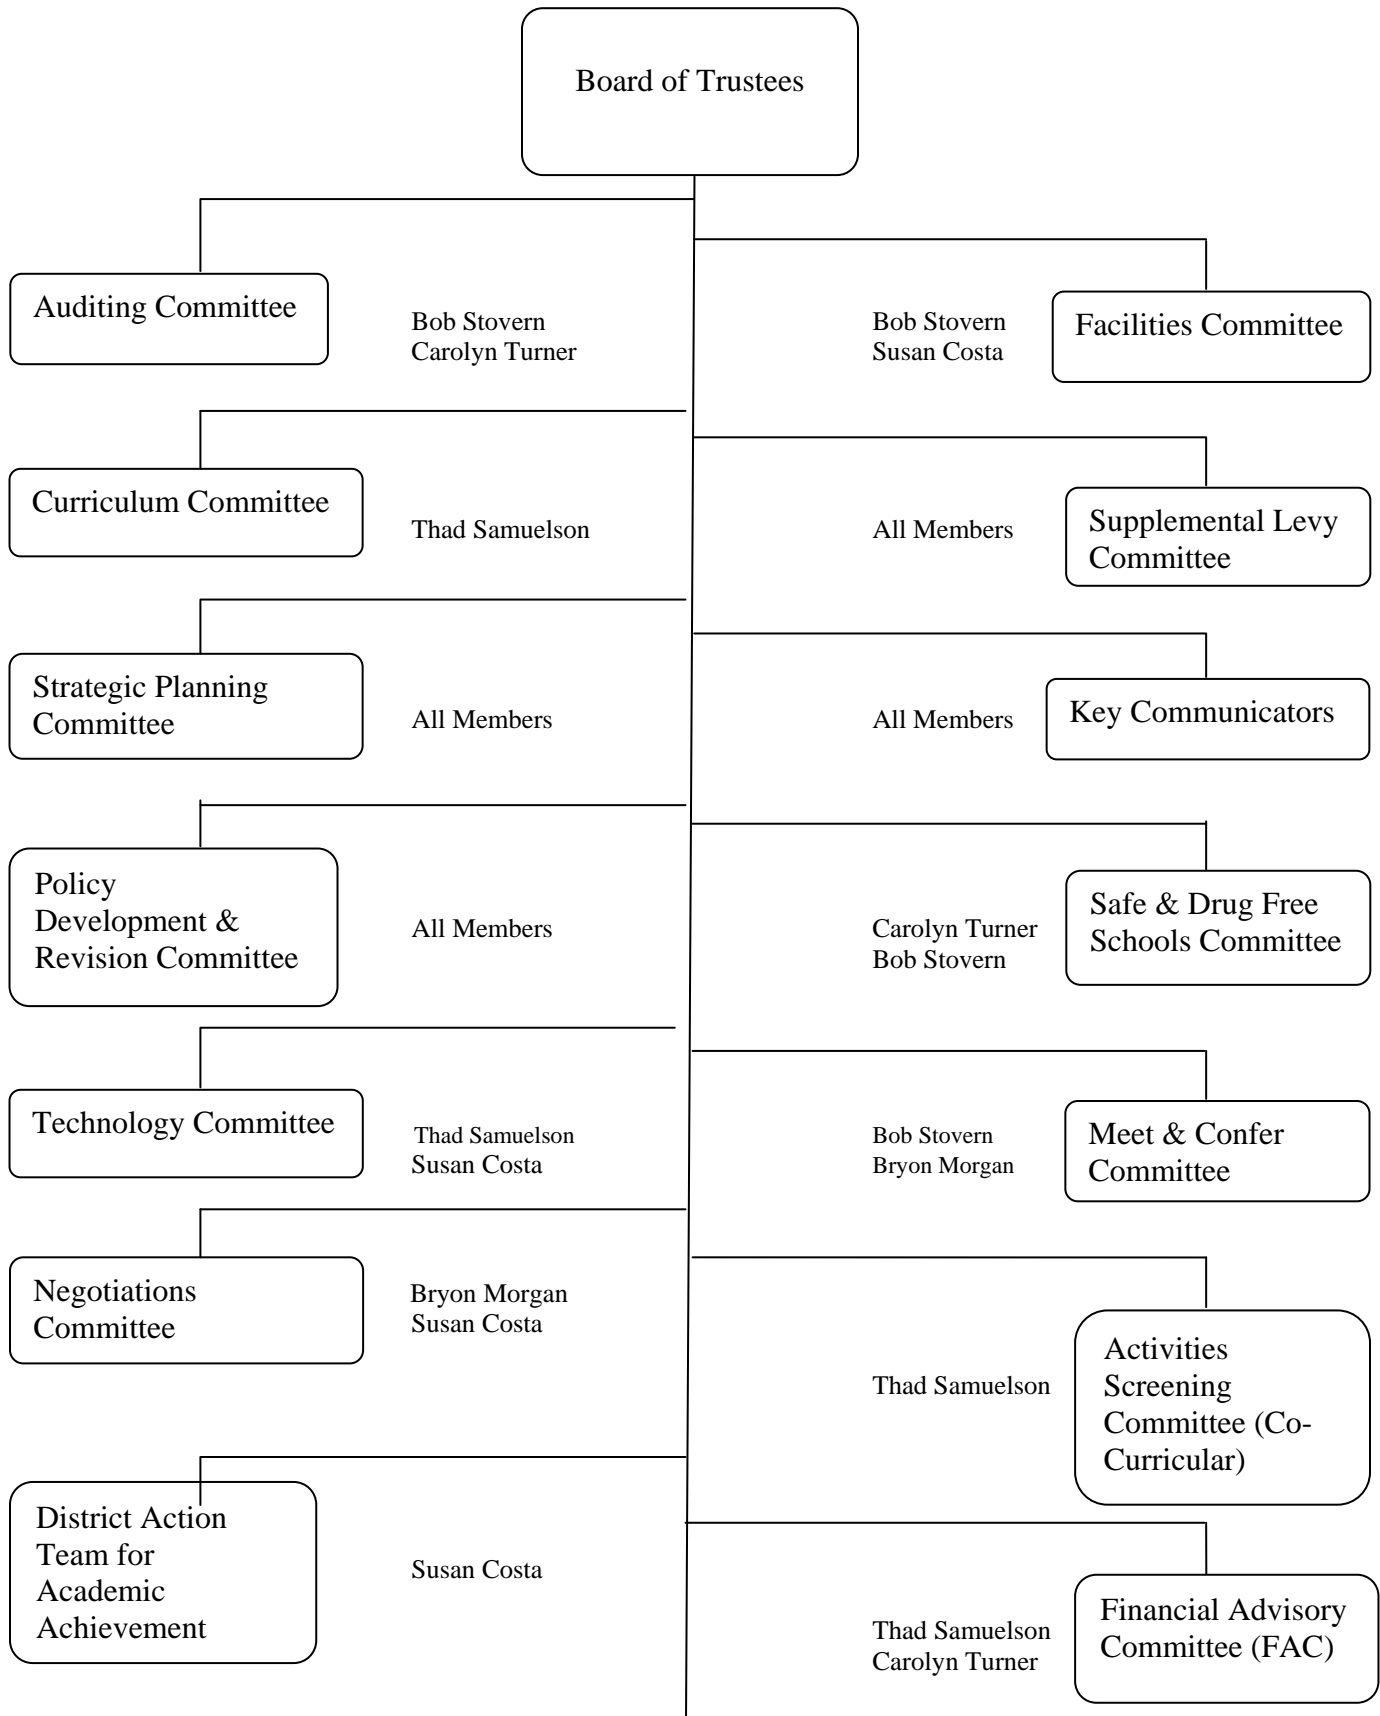 Board of Trustees
Auditing Committee
Bob Stovern
Carolyn Turner
Bob Stovern
Susan Costa
Facilities Committee
Curriculum Committee
Thad Samuelson
All Members
Supplemental Levy
Committee
Strategic Planning
Committee
All Members
All Members
Key Communicators
Policy
Development &
Revision Committee
All Members
Carolyn Turner
Bob Stovern
Safe & Drug Free
Schools Committee
Technology Committee
Thad Samuelson
Susan Costa
Bob Stovern
Bryon Morgan
Meet & Confer
Committee
Negotiations
Committee
Bryon Morgan
Susan Costa
Thad Samuelson
Activities
Screening
Committee (Co-
Curricular)
District Action
Team for
Academic
Achievement
Susan Costa
Thad Samuelson
Carolyn Turner
Financial Advisory
Committee (FAC)